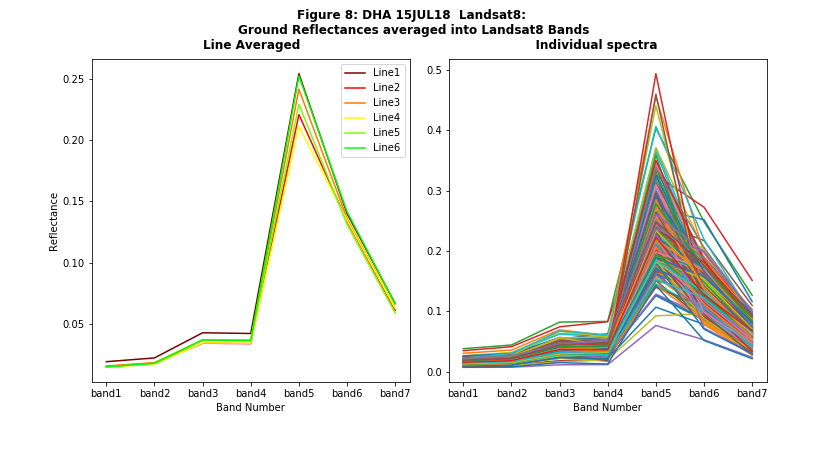 Figure 8: DHA 15JUL18  Landsat8:
Ground Reflectances averaged into Landsat8 Bands
Line Averaged
Individual spectra
Reflectance
0.25
0.20
0.15
0.10
0.05
Line1
Line2
Line3
Line4
Line5
Line6
band1 band2 band3 band4 band5 band6 band7
Band Number
0.5
0.4
0.3
0.2
0.1
0.0
band1 band2 band3 band4 band5 band6 band7
Band Number